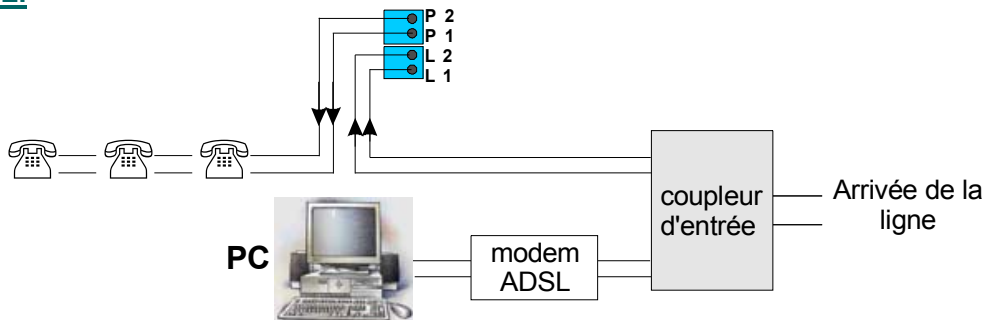 P 2
P 1
L 2
L 1
coupleur
d'entrée
Arrivée de la
ligne
PC
modem
ADSL